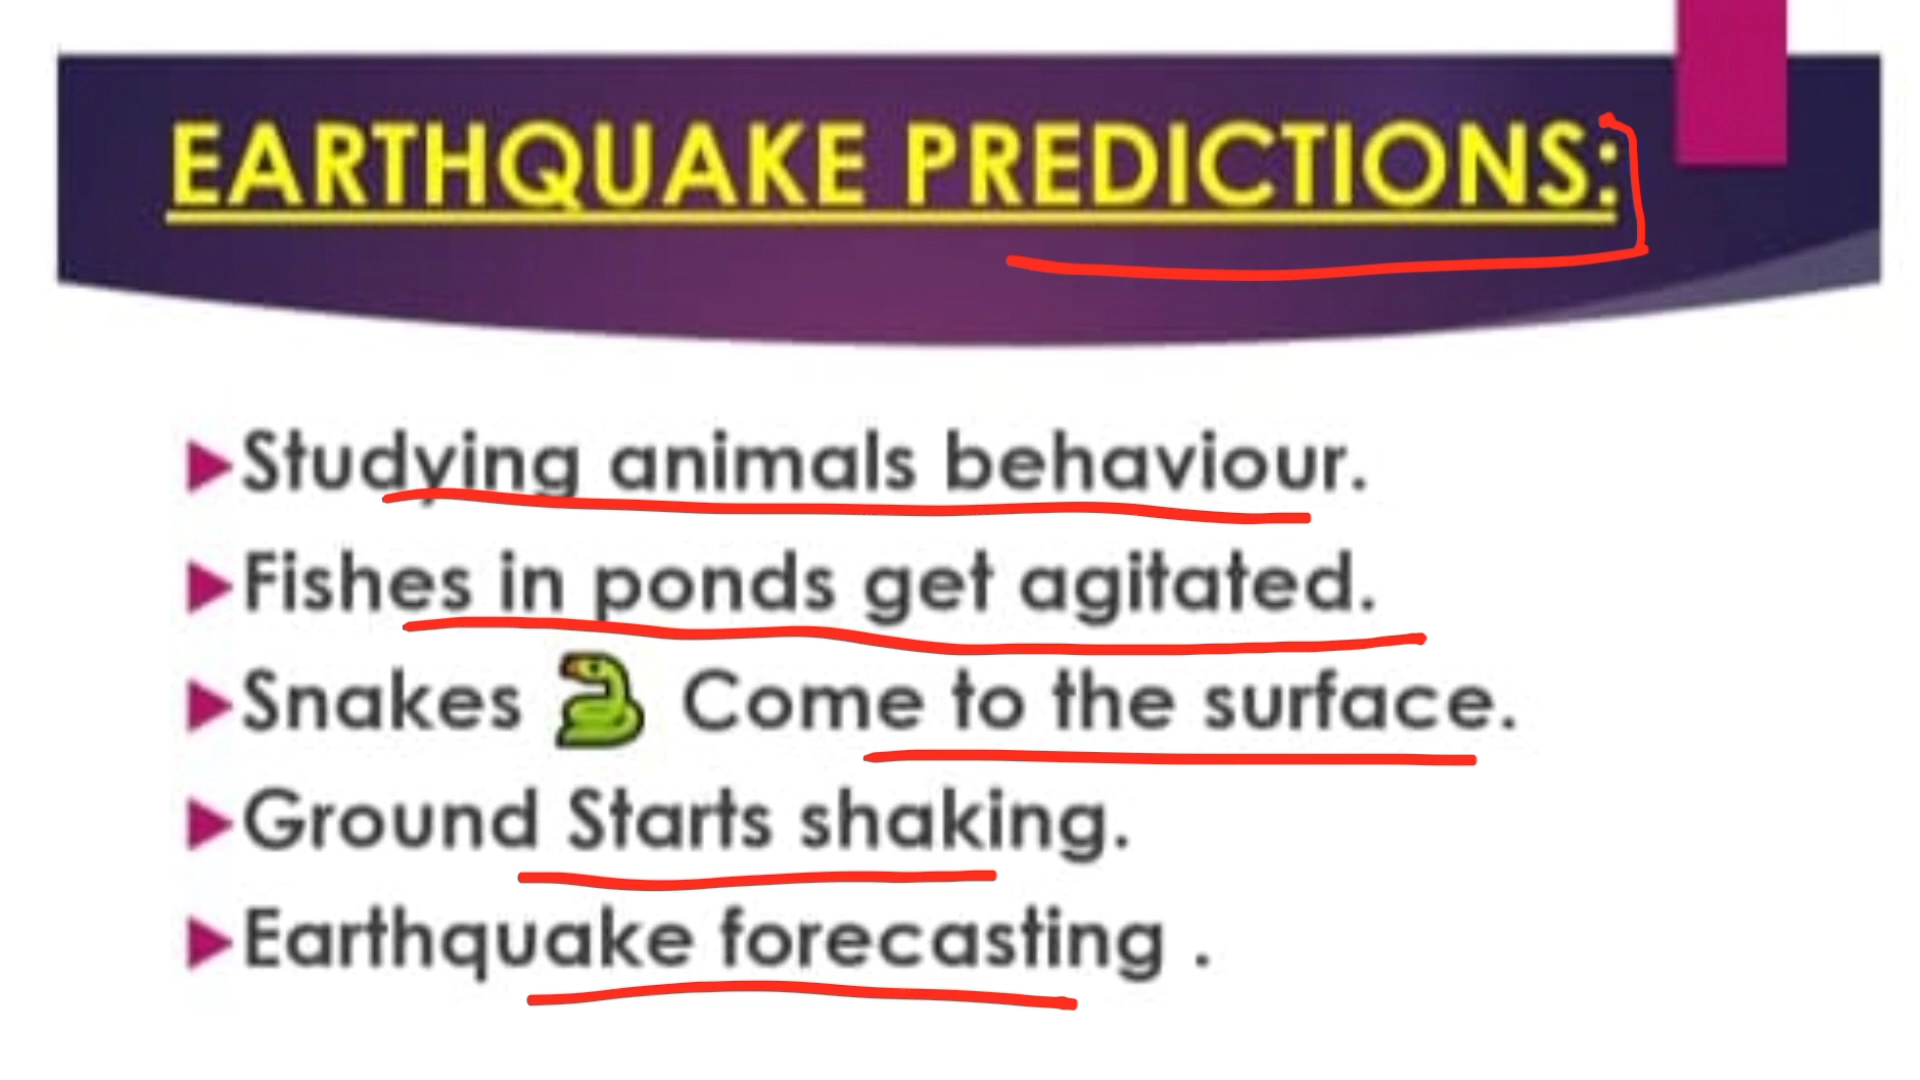 EARTHQUAKE PREDICTIONS:
Studying animals behaviour.
Fishes in ponds get agitated.
Snakes 🐍 Come to the surface.
Ground Starts shaking.
Earthquake forecasting .